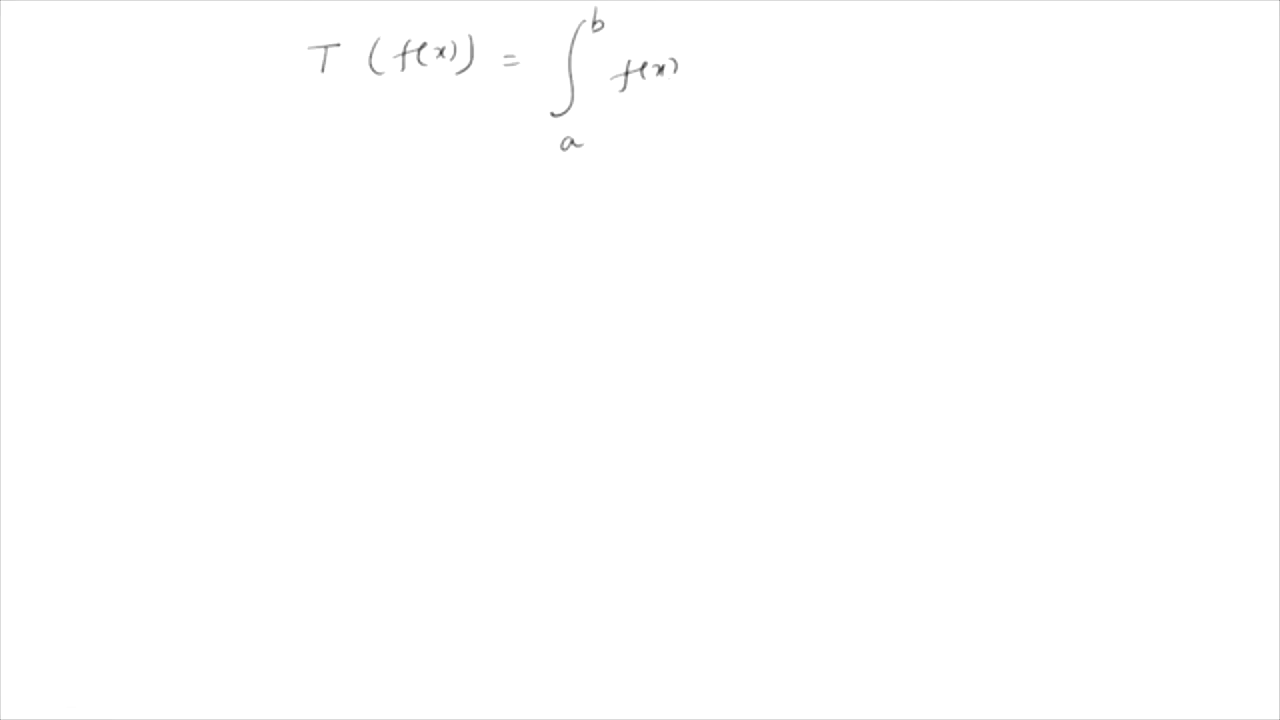 T (f(x)) = ∫_a^b f(x)